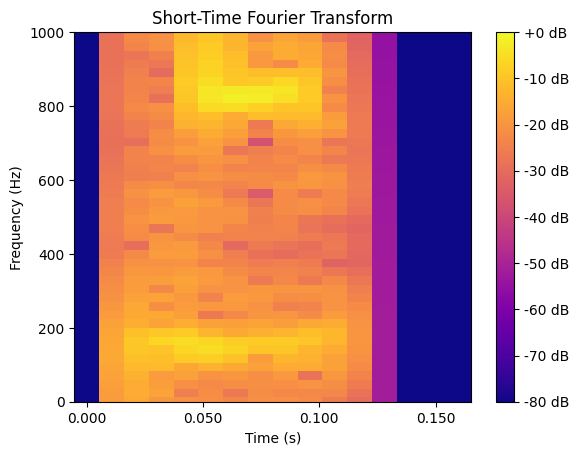 Short-Time Fourier Transform
1000
800
600
400
200
0
Frequency (Hz)
0.000
0.050
0.100
0.150
Time (s)
+0 dB
-10 dB
-20 dB
-30 dB
-40 dB
-50 dB
-60 dB
-70 dB
-80 dB